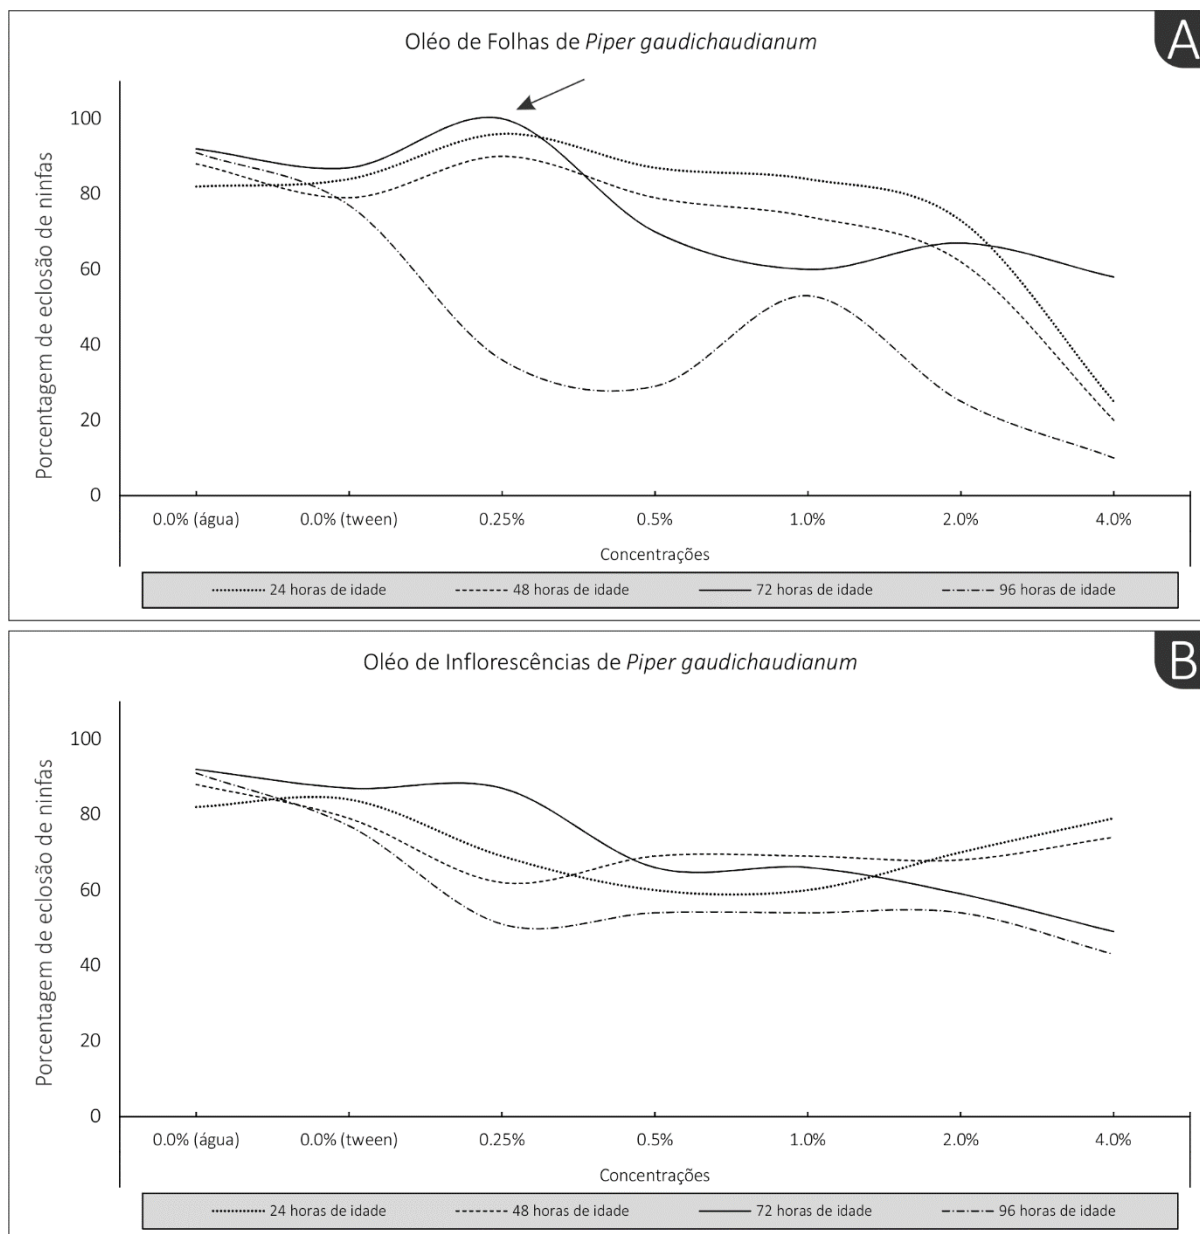 Oléo de Folhas de Piper gaudichaudianum
A
Porcentagem de eclosão de ninfas
100
80
60
40
20
0
0.0% (água) 0.0% (tween) 0.25% 0.5% 1.0% 2.0% 4.0%
Concentrações
24 horas de idade 48 horas de idade 72 horas de idade 96 horas de idade
Oléo de Inflorescências de Piper gaudichaudianum
B
Porcentagem de eclosão de ninfas
100
80
60
40
20
0
0.0% (água) 0.0% (tween) 0.25% 0.5% 1.0% 2.0% 4.0%
Concentrações
24 horas de idade 48 horas de idade 72 horas de idade 96 horas de idade